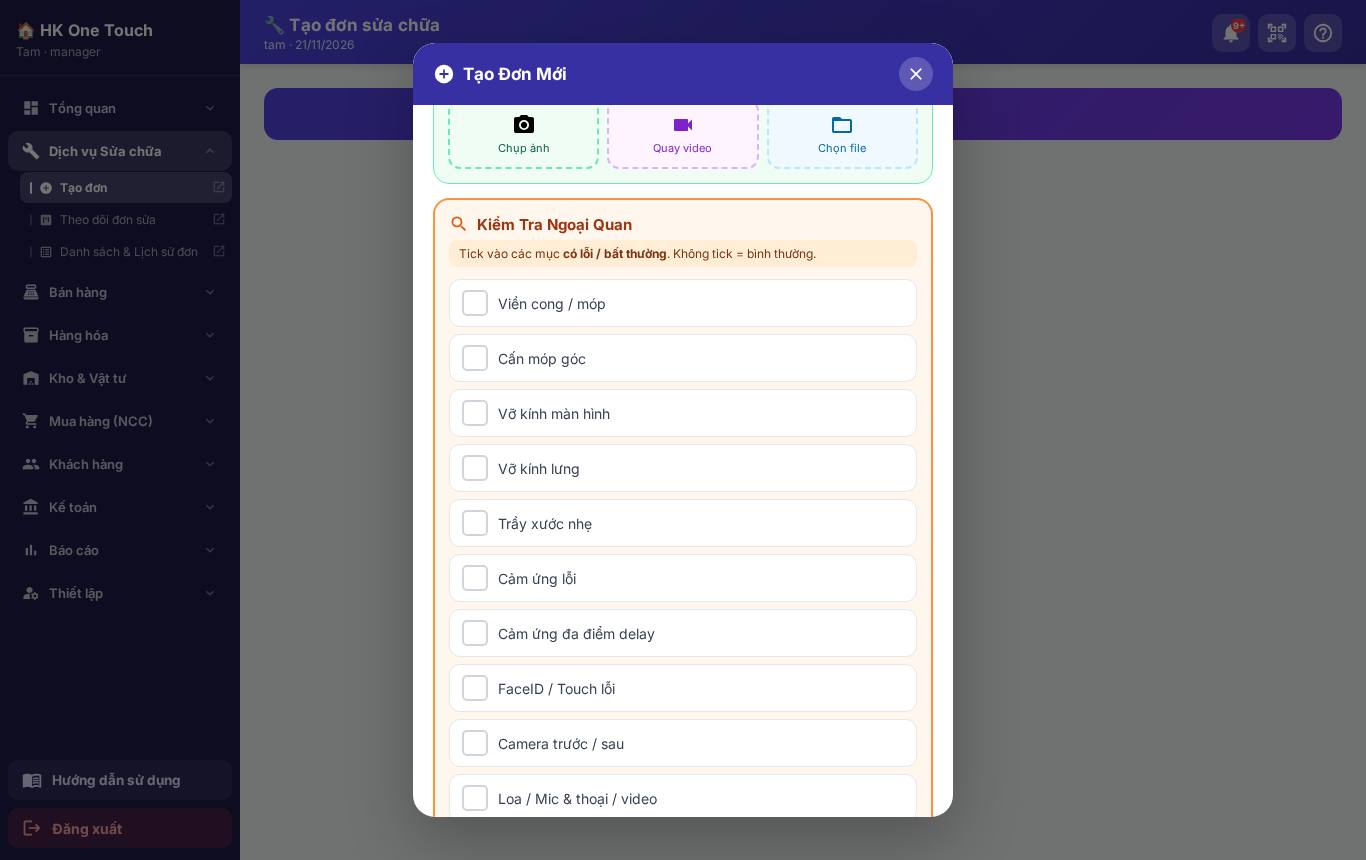 HK One Touch
Tam · manager
Tổng quan
Dịch vụ Sửa chữa
Tạo đơn
Theo dõi đơn sửa
Danh sách & Lịch sử đơn
Bán hàng
Hàng hóa
Kho & Vật tư
Mua hàng (NCC)
Khách hàng
Kế toán
Báo cáo
Thiết lập
Hướng dẫn sử dụng
Đăng xuất
Tạo đơn sửa chữa
tam · 21/11/2026
9+
Tạo Đơn Mới
Chụp ảnh
Quay video
Chọn file
Kiểm Tra Ngoại Quan
Tick vào các mục có lỗi / bất thường. Không tick = bình thường.
Viền cong / móp
Cấn móp góc
Vỡ kính màn hình
Vỡ kính lưng
Trầy xước nhẹ
Cảm ứng lỗi
Cảm ứng đa điểm delay
FaceID / Touch lỗi
Camera trước / sau
Loa / Mic & thoại / video